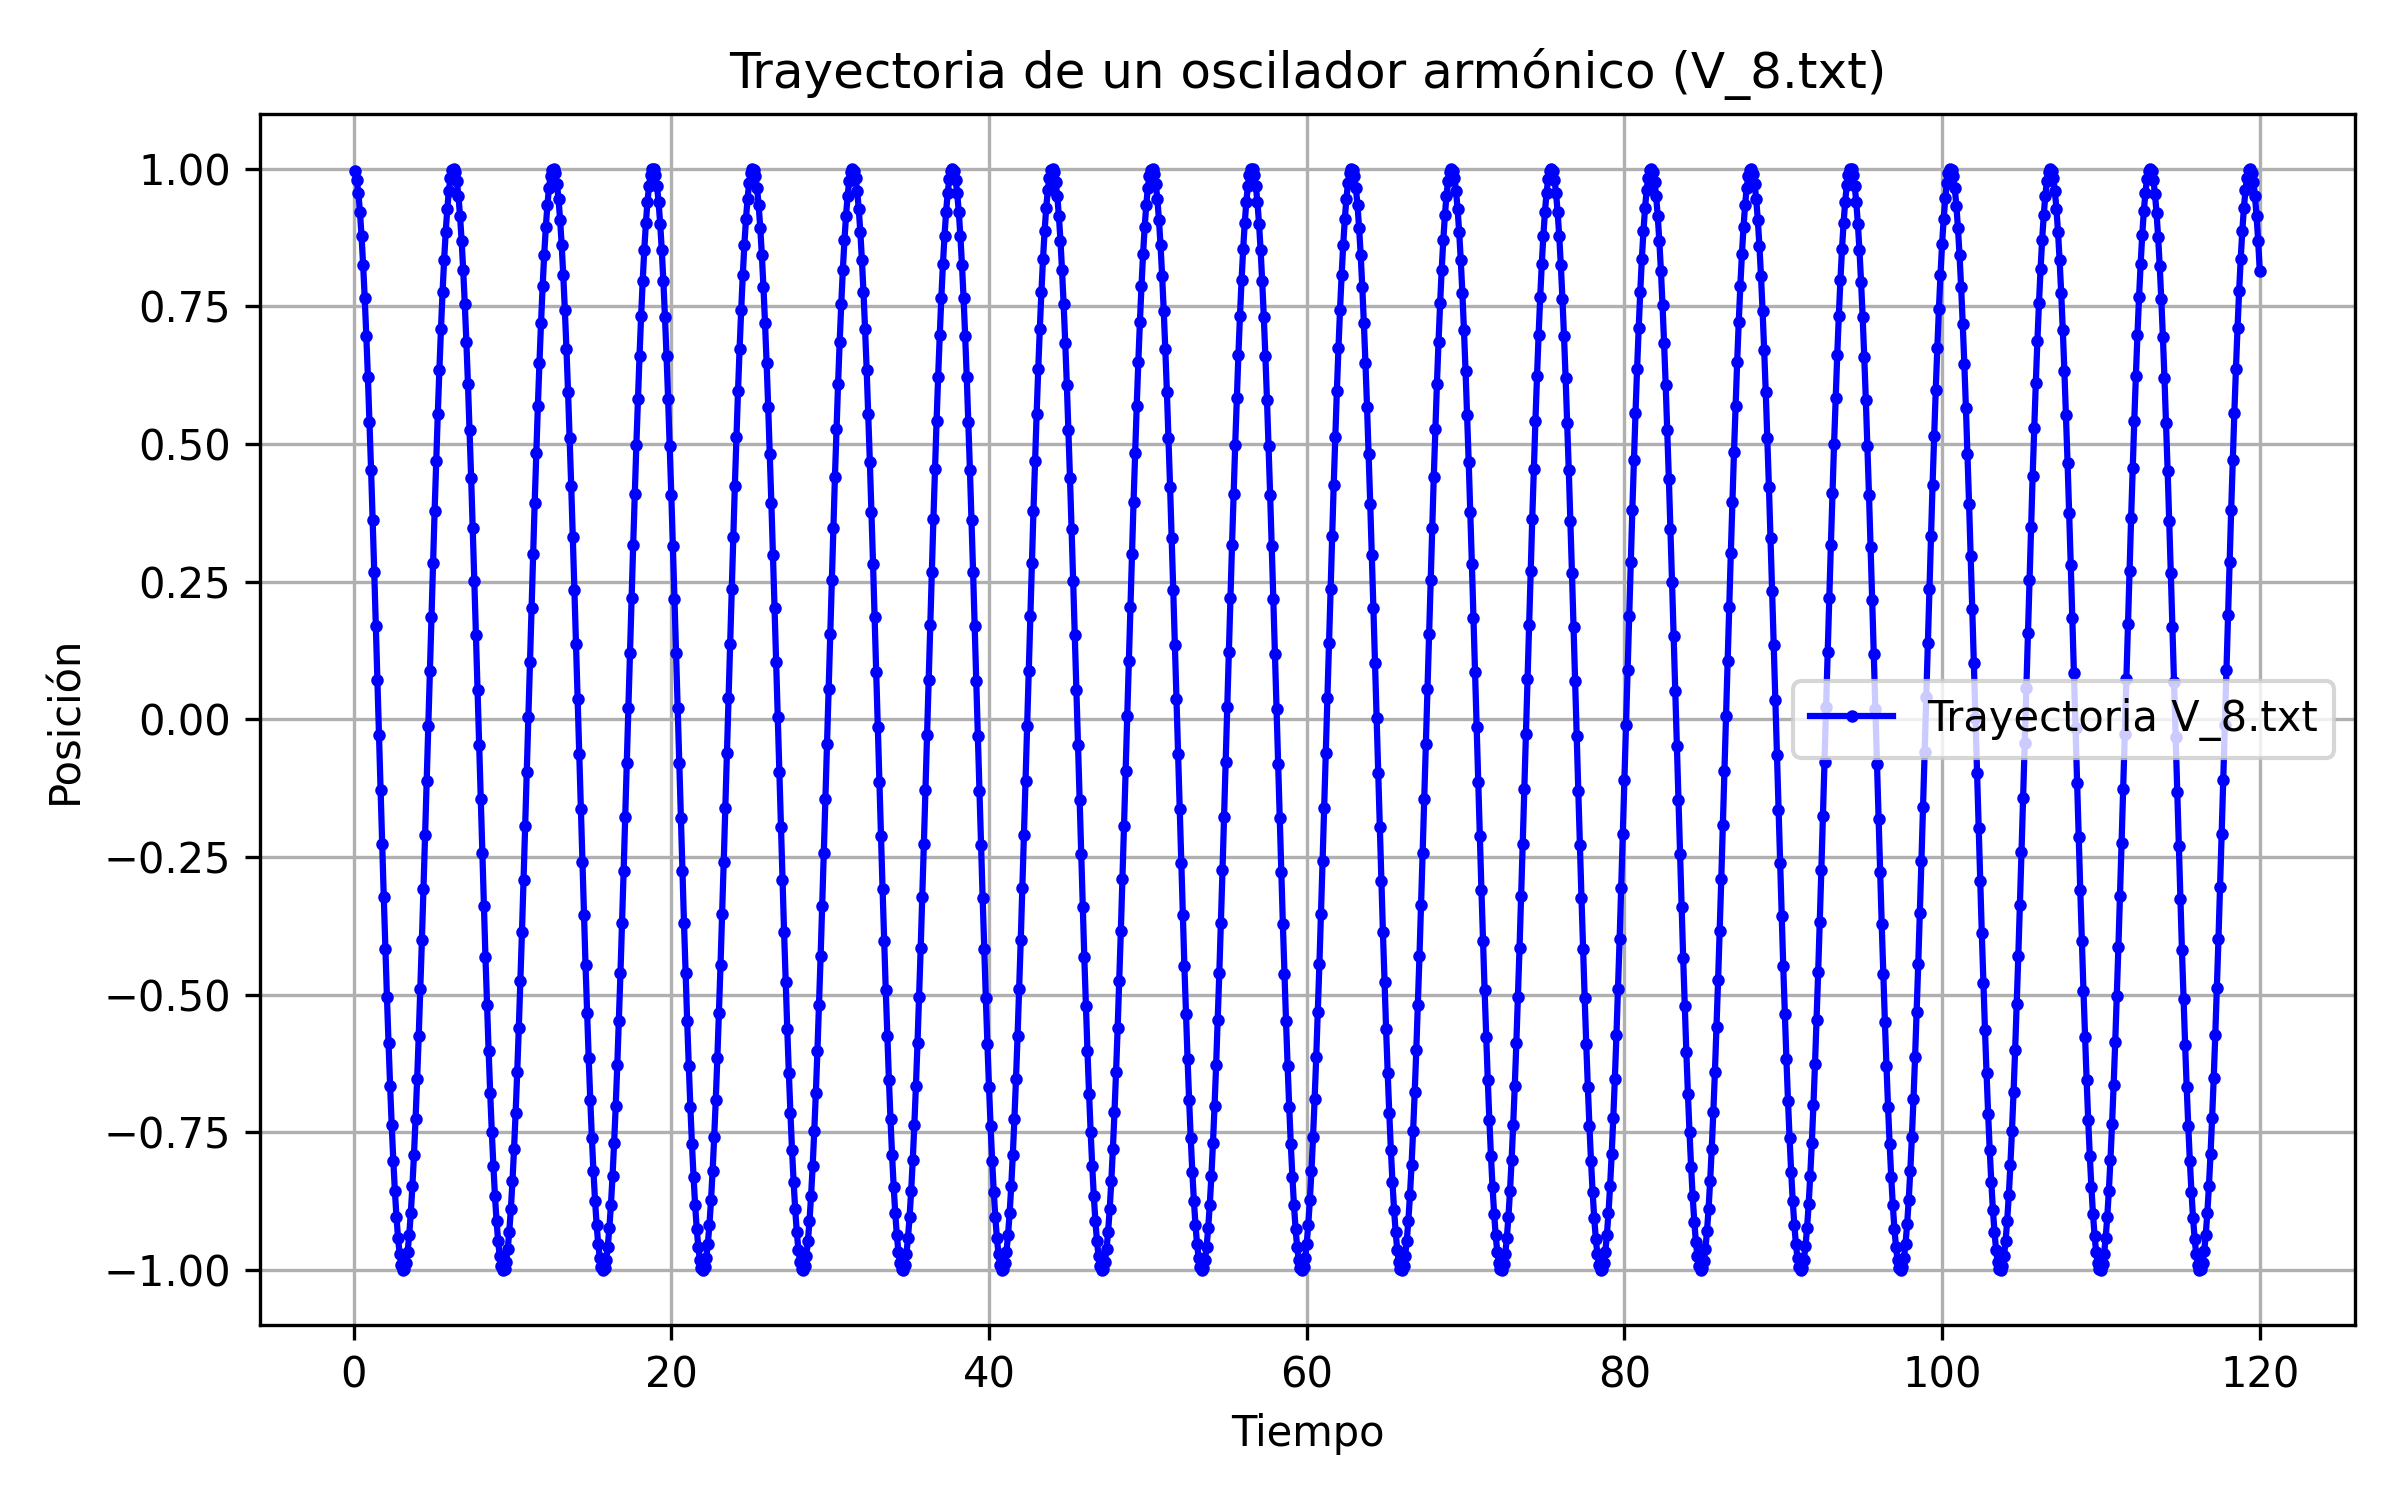 Trayectoria de un oscilador armónico (V_8.txt)
1.00
0.75
0.50
0.25
0.00
−0.25
−0.50
−0.75
−1.00
Posición
Trayectoria V_8.txt
0 20 40 60 80 100 120
Tiempo